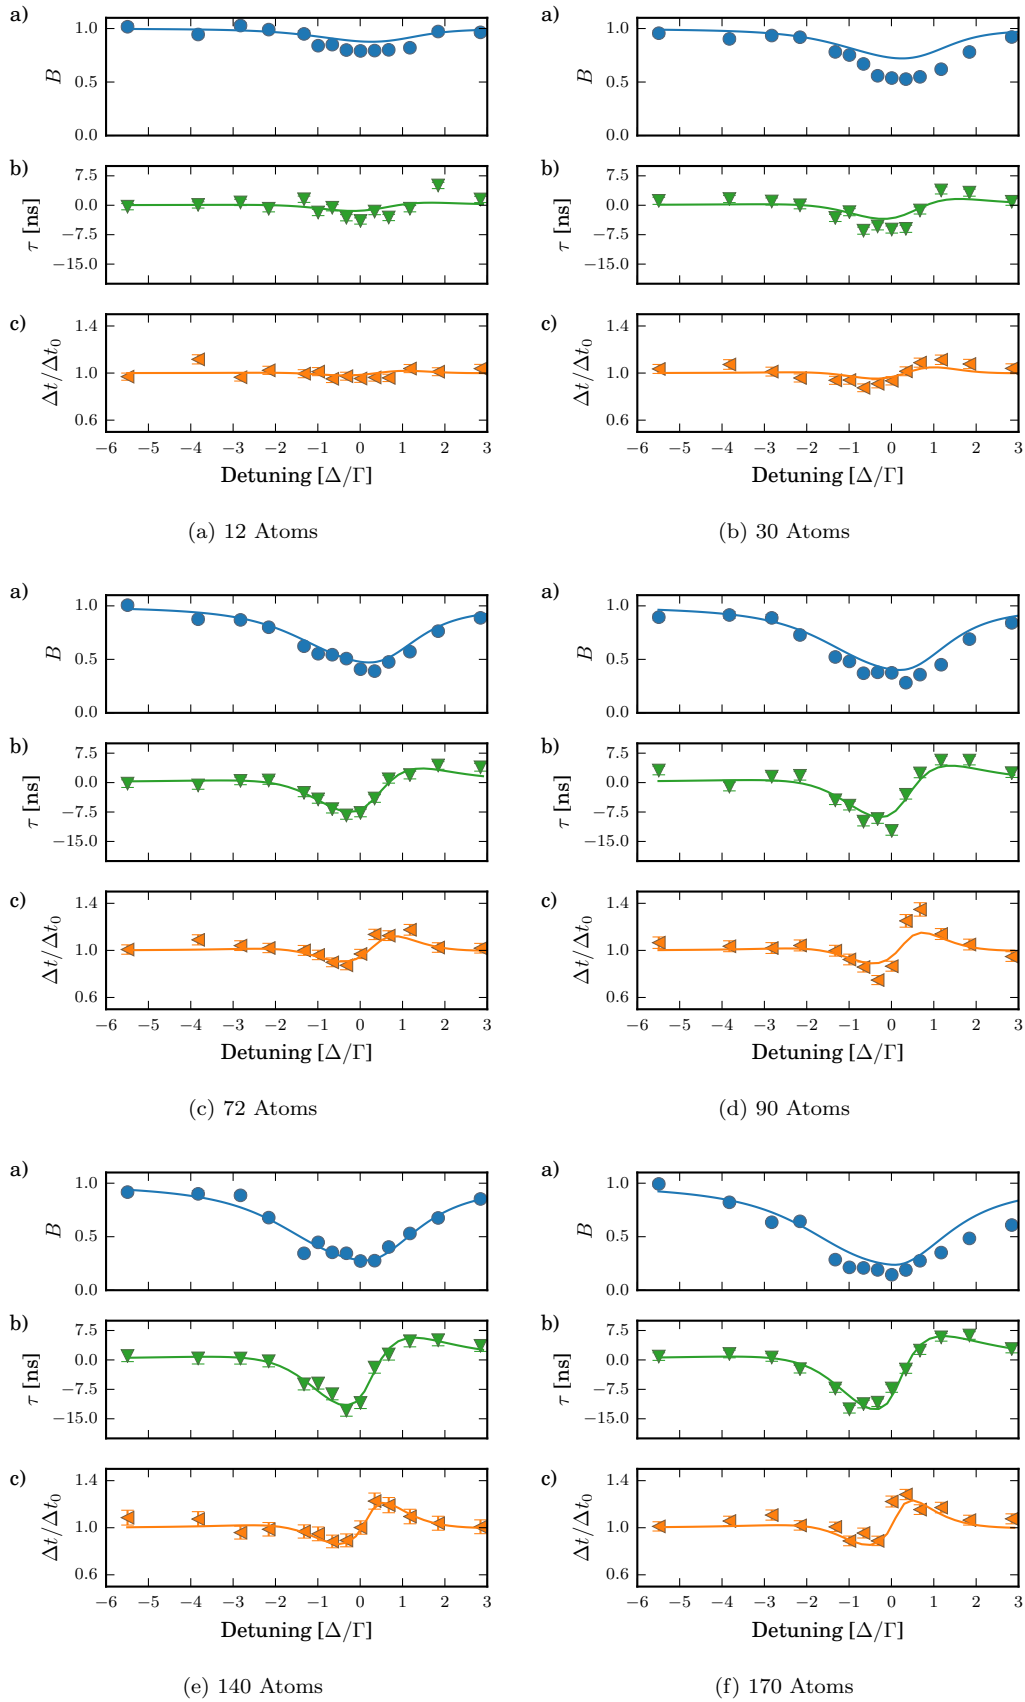 a)
1.0
0.5
0.0
B
b)
7.5
0.0
−7.5
−15.0
τ [ns]
c)
1.4
1.0
0.6
Δt/Δt₀
−6 −5 −4 −3 −2 −1 0 1 2 3
Detuning [Δ/Γ]
(a) 12 Atoms
a)
1.0
0.5
0.0
B
b)
7.5
0.0
−7.5
−15.0
τ [ns]
c)
1.4
1.0
0.6
Δt/Δt₀
−6 −5 −4 −3 −2 −1 0 1 2 3
Detuning [Δ/Γ]
(b) 30 Atoms
a)
1.0
0.5
0.0
B
b)
7.5
0.0
−7.5
−15.0
τ [ns]
c)
1.4
1.0
0.6
Δt/Δt₀
−6 −5 −4 −3 −2 −1 0 1 2 3
Detuning [Δ/Γ]
(c) 72 Atoms
a)
1.0
0.5
0.0
B
b)
7.5
0.0
−7.5
−15.0
τ [ns]
c)
1.4
1.0
0.6
Δt/Δt₀
−6 −5 −4 −3 −2 −1 0 1 2 3
Detuning [Δ/Γ]
(d) 90 Atoms
a)
1.0
0.5
0.0
B
b)
7.5
0.0
−7.5
−15.0
τ [ns]
c)
1.4
1.0
0.6
Δt/Δt₀
−6 −5 −4 −3 −2 −1 0 1 2 3
Detuning [Δ/Γ]
(e) 140 Atoms
a)
1.0
0.5
0.0
B
b)
7.5
0.0
−7.5
−15.0
τ [ns]
c)
1.4
1.0
0.6
Δt/Δt₀
−6 −5 −4 −3 −2 −1 0 1 2 3
Detuning [Δ/Γ]
(f) 170 Atoms